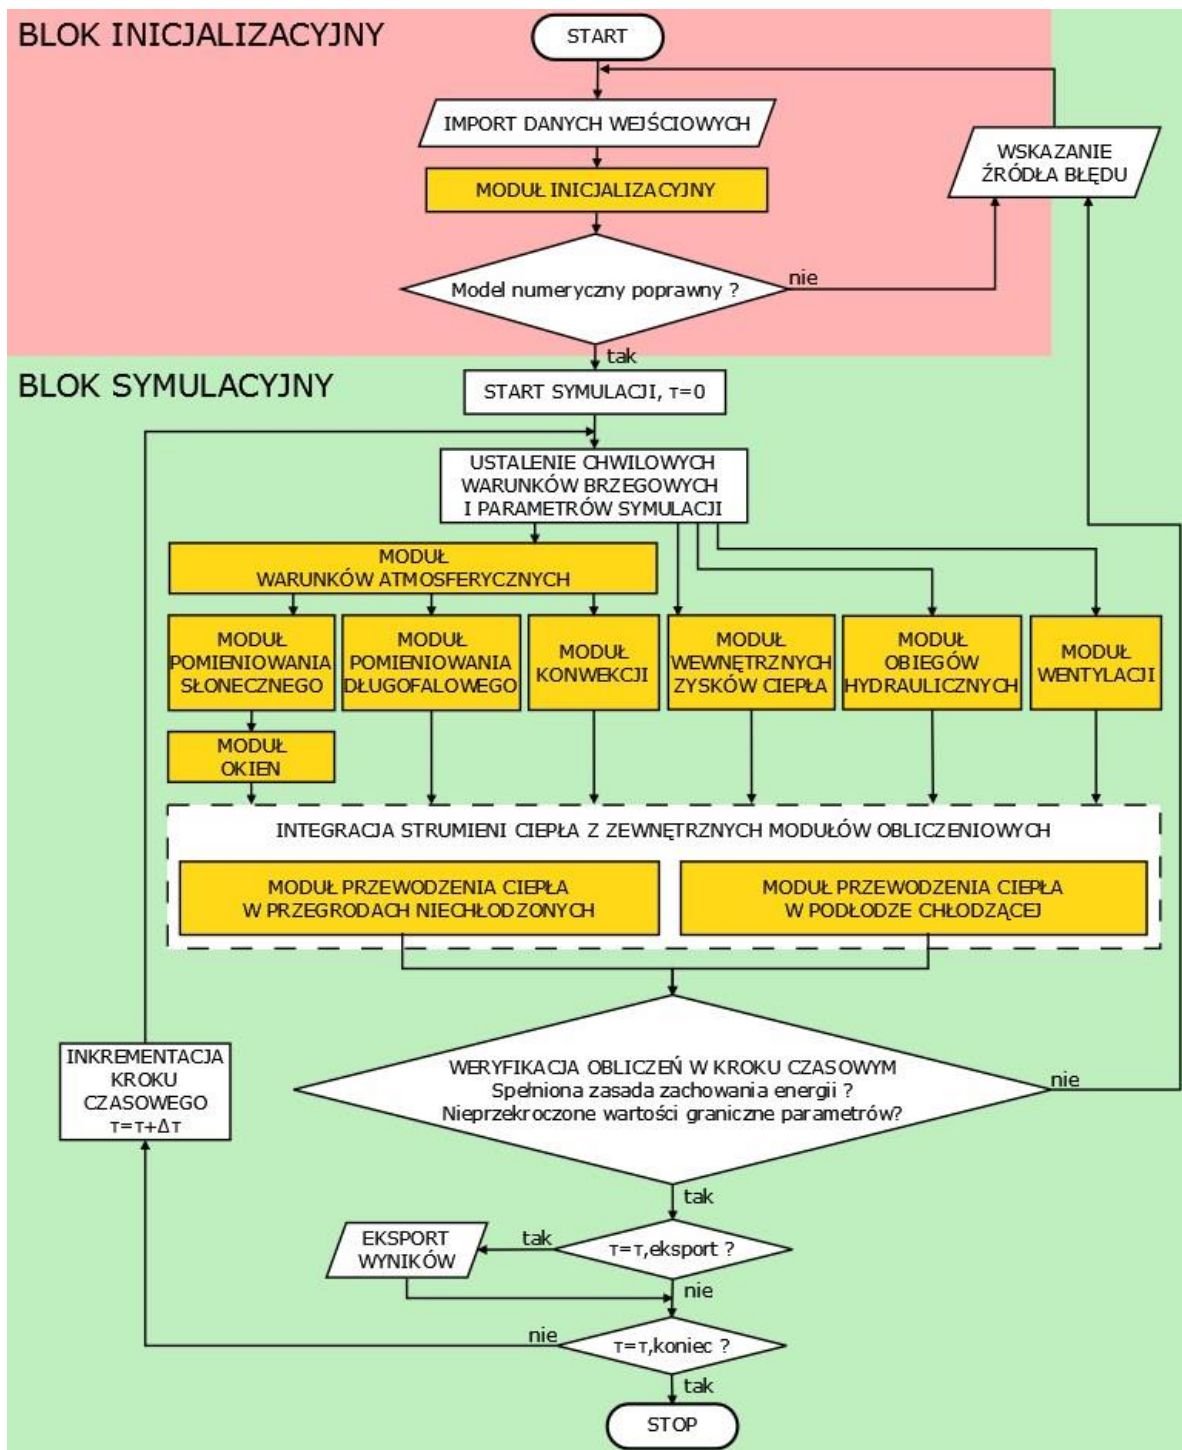 BLOK INICJALIZACYJNY
START
IMPORT DANYCH WEJŚCIOWYCH
WSKAZANIE
ŹRÓDŁA BŁĘDU
MODUŁ INICJALIZACYJNY
Model numeryczny poprawny ?
nie
tak
BLOK SYMULACYJNY
START SYMULACJI, τ=0
USTALENIE CHWILOWYCH
WARUNKÓW BRZEGOWYCH
I PARAMETRÓW SYMULACJI
MODUŁ
WARUNKÓW ATMOSFERYCZNYCH
MODUŁ
POMIENIOWANIA
SŁONECZNEGO
MODUŁ
POMIENIOWANIA
DŁUGOFALOWEGO
MODUŁ
KONWEKCJI
MODUŁ
WEWNĘTRZNYCH
ZYSKÓW CIEPŁA
MODUŁ
OBIEGÓW
HYDRAULICZNYCH
MODUŁ
WENTYLACJI
MODUŁ
OKIEN
INTEGRACJA STRUMIENI CIEPŁA Z ZEWNĘTRZNYCH MODUŁÓW OBLICZENIOWYCH
MODUŁ PRZEWODZENIA CIEPŁA
W PRZEGRODACH NIECHŁODZONYCH
MODUŁ PRZEWODZENIA CIEPŁA
W PODŁODZE CHŁODZĄCEJ
INKREMENTACJA
KROKU
CZASOWEGO
τ=τ+Δτ
WERYFIKACJA OBLICZEŃ W KROKU CZASOWYM
Spełniona zasada zachowania energii ?
Nieprzekroczone wartości graniczne parametrów?
nie
tak
τ=τ,eksport ?
tak
EKSPORT
WYNIKÓW
nie
τ=τ,koniec ?
nie
tak
STOP